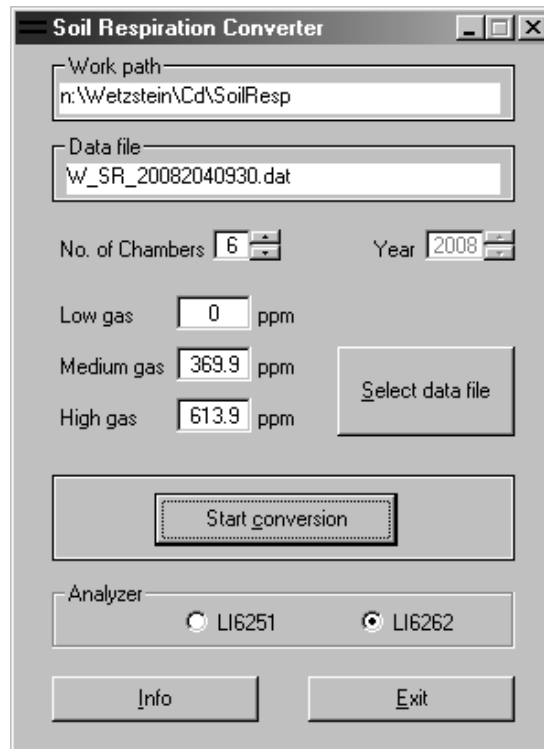 Soil Respiration Converter
Work path
n:\Wetzstein\Cd\SoilResp
Data file
W_SR_20082040930.dat
No. of Chambers 6 Year 2008
Low gas 0 ppm
Medium gas 369.9 ppm
High gas 613.9 ppm
Select data file
Start conversion
Analyzer
LI6251 LI6262
Info Exit